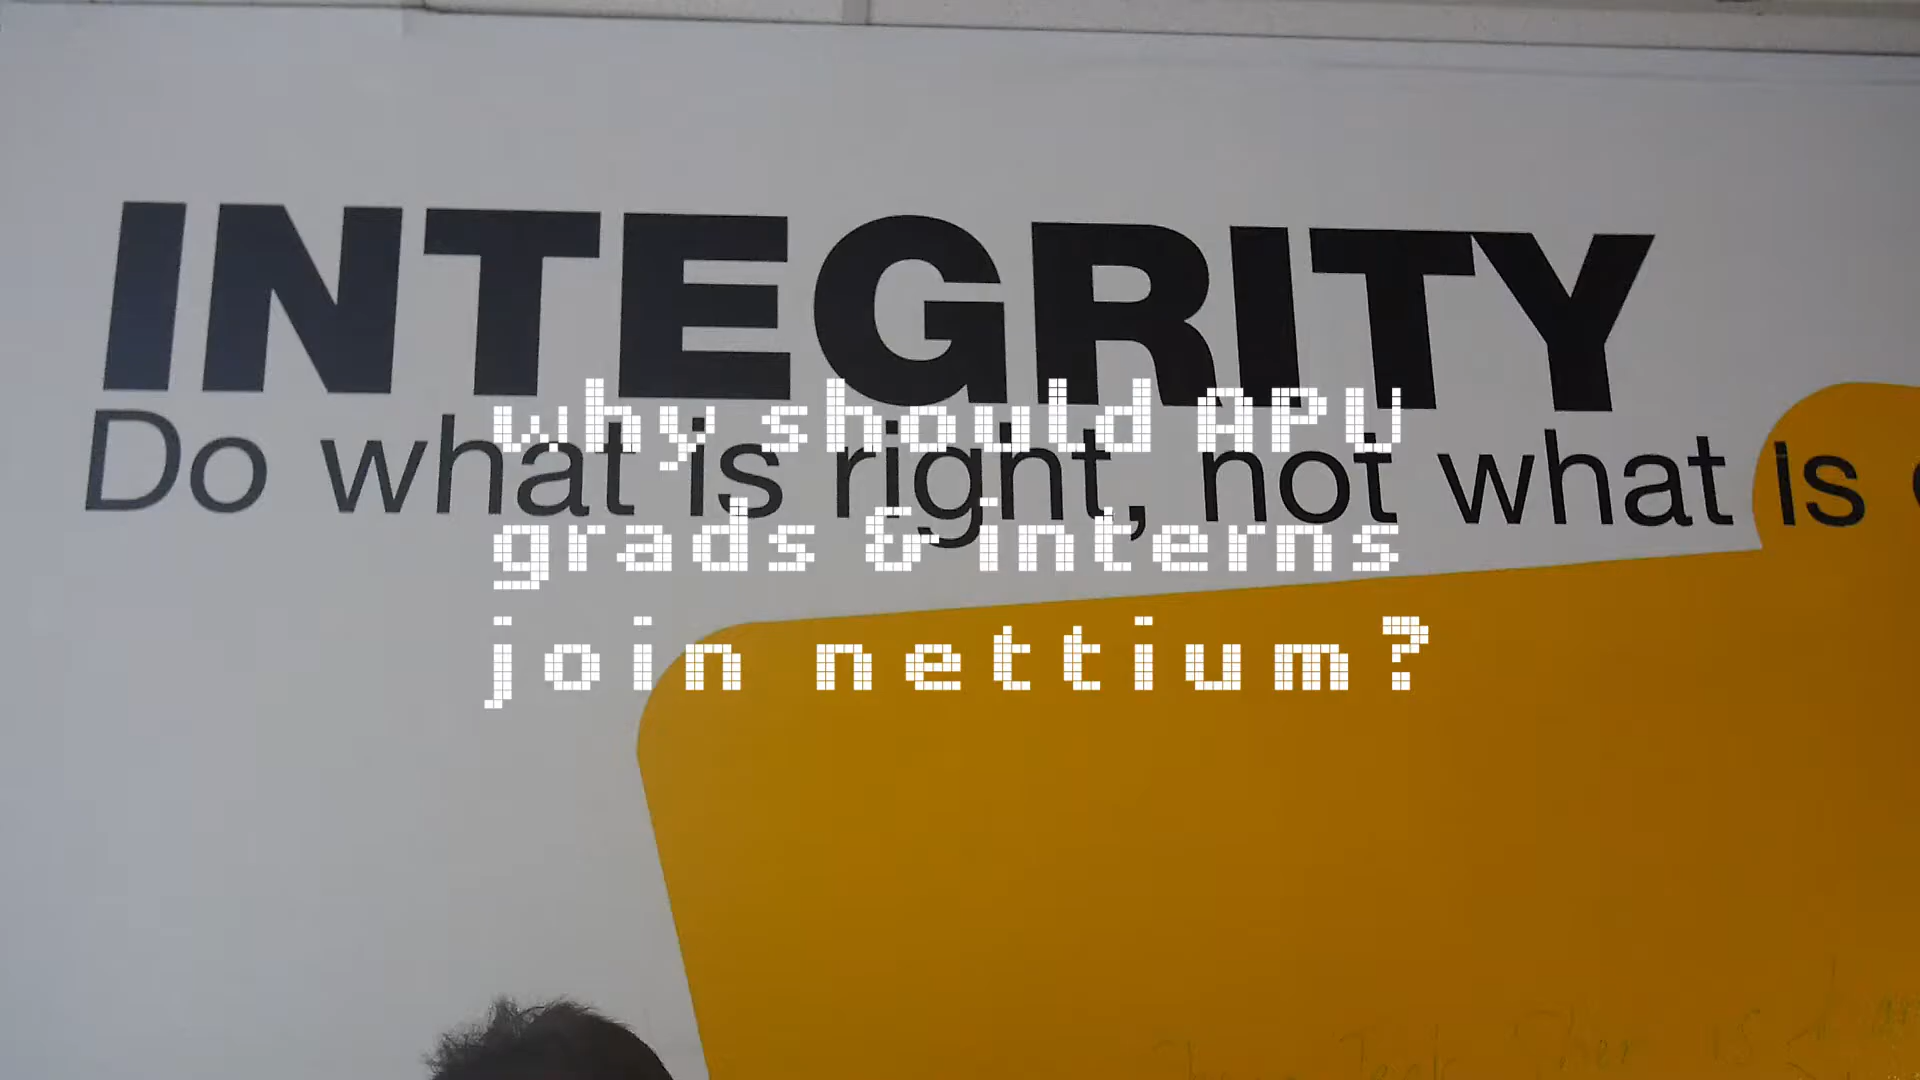 INTEGRITY
Do what is right, not what is
why should APU
grads & interns
join nettium?